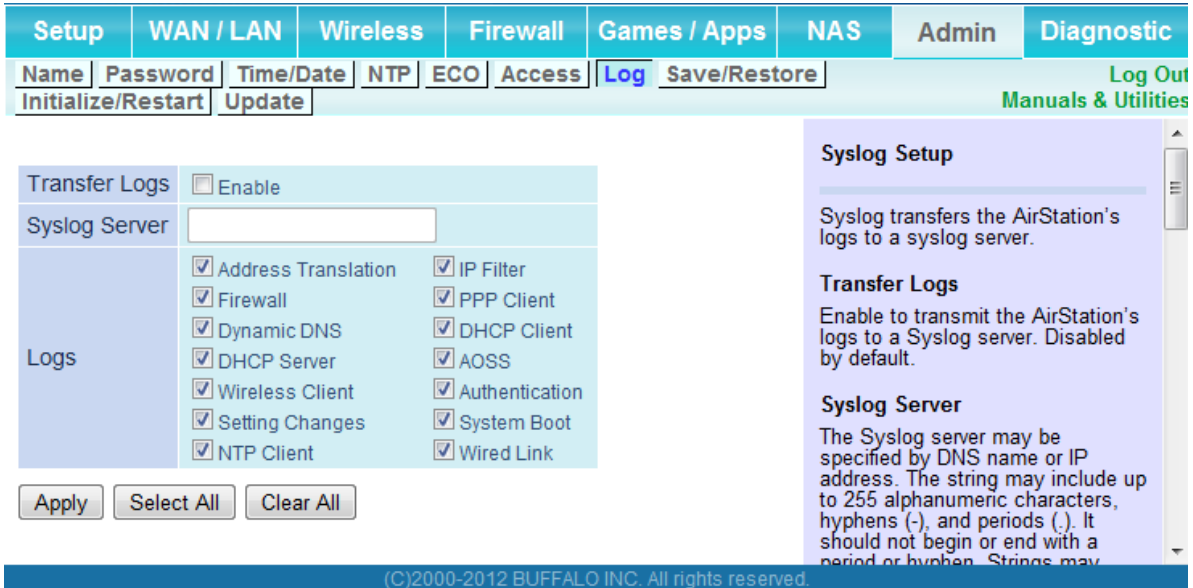 Setup WAN / LAN Wireless Firewall Games / Apps NAS Admin Diagnostic
Name Password Time/Date NTP ECO Access Log Save/Restore
Initialize/Restart Update
Log Out
Manuals & Utilities
Transfer Logs Enable
Syslog Server
Logs
Address Translation IP Filter
Firewall PPP Client
Dynamic DNS DHCP Client
DHCP Server AOSS
Wireless Client Authentication
Setting Changes System Boot
NTP Client Wired Link
Apply Select All Clear All
Syslog Setup
Syslog transfers the AirStation's
logs to a syslog server.
Transfer Logs
Enable to transmit the AirStation's
logs to a Syslog server. Disabled
by default.
Syslog Server
The Syslog server may be
specified by DNS name or IP
address. The string may include up
to 255 alphanumeric characters,
hyphens (-), and periods (.). It
should not begin or end with a
period or hyphen. Strings may
(C)2000-2012 BUFFALO INC. All rights reserved.